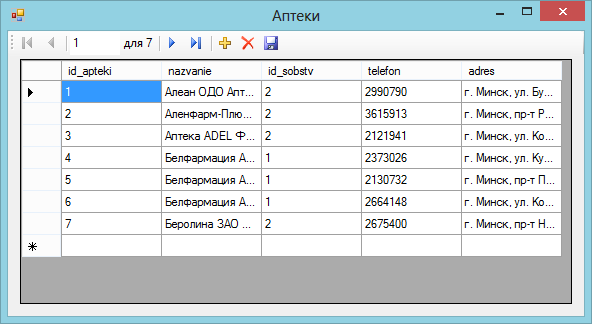 Аптеки
1 для 7
id_apteki nazvanie id_sobstv telefon adres
1 Алеан ОДО Апт... 2 2990790 г. Минск, ул. Бу...
2 Аленфарм-Плю... 2 3615913 г. Минск, пр-т Р...
3 Аптека ADEL Ф... 2 2121941 г. Минск, ул. Ко...
4 Белфармация А... 1 2373026 г. Минск, ул. Ку...
5 Белфармация А... 1 2130732 г. Минск, пр-т П...
6 Белфармация А... 1 2664148 г. Минск, ул. Ко...
7 Беролина ЗАО ... 2 2675400 г. Минск, пр-т Н...